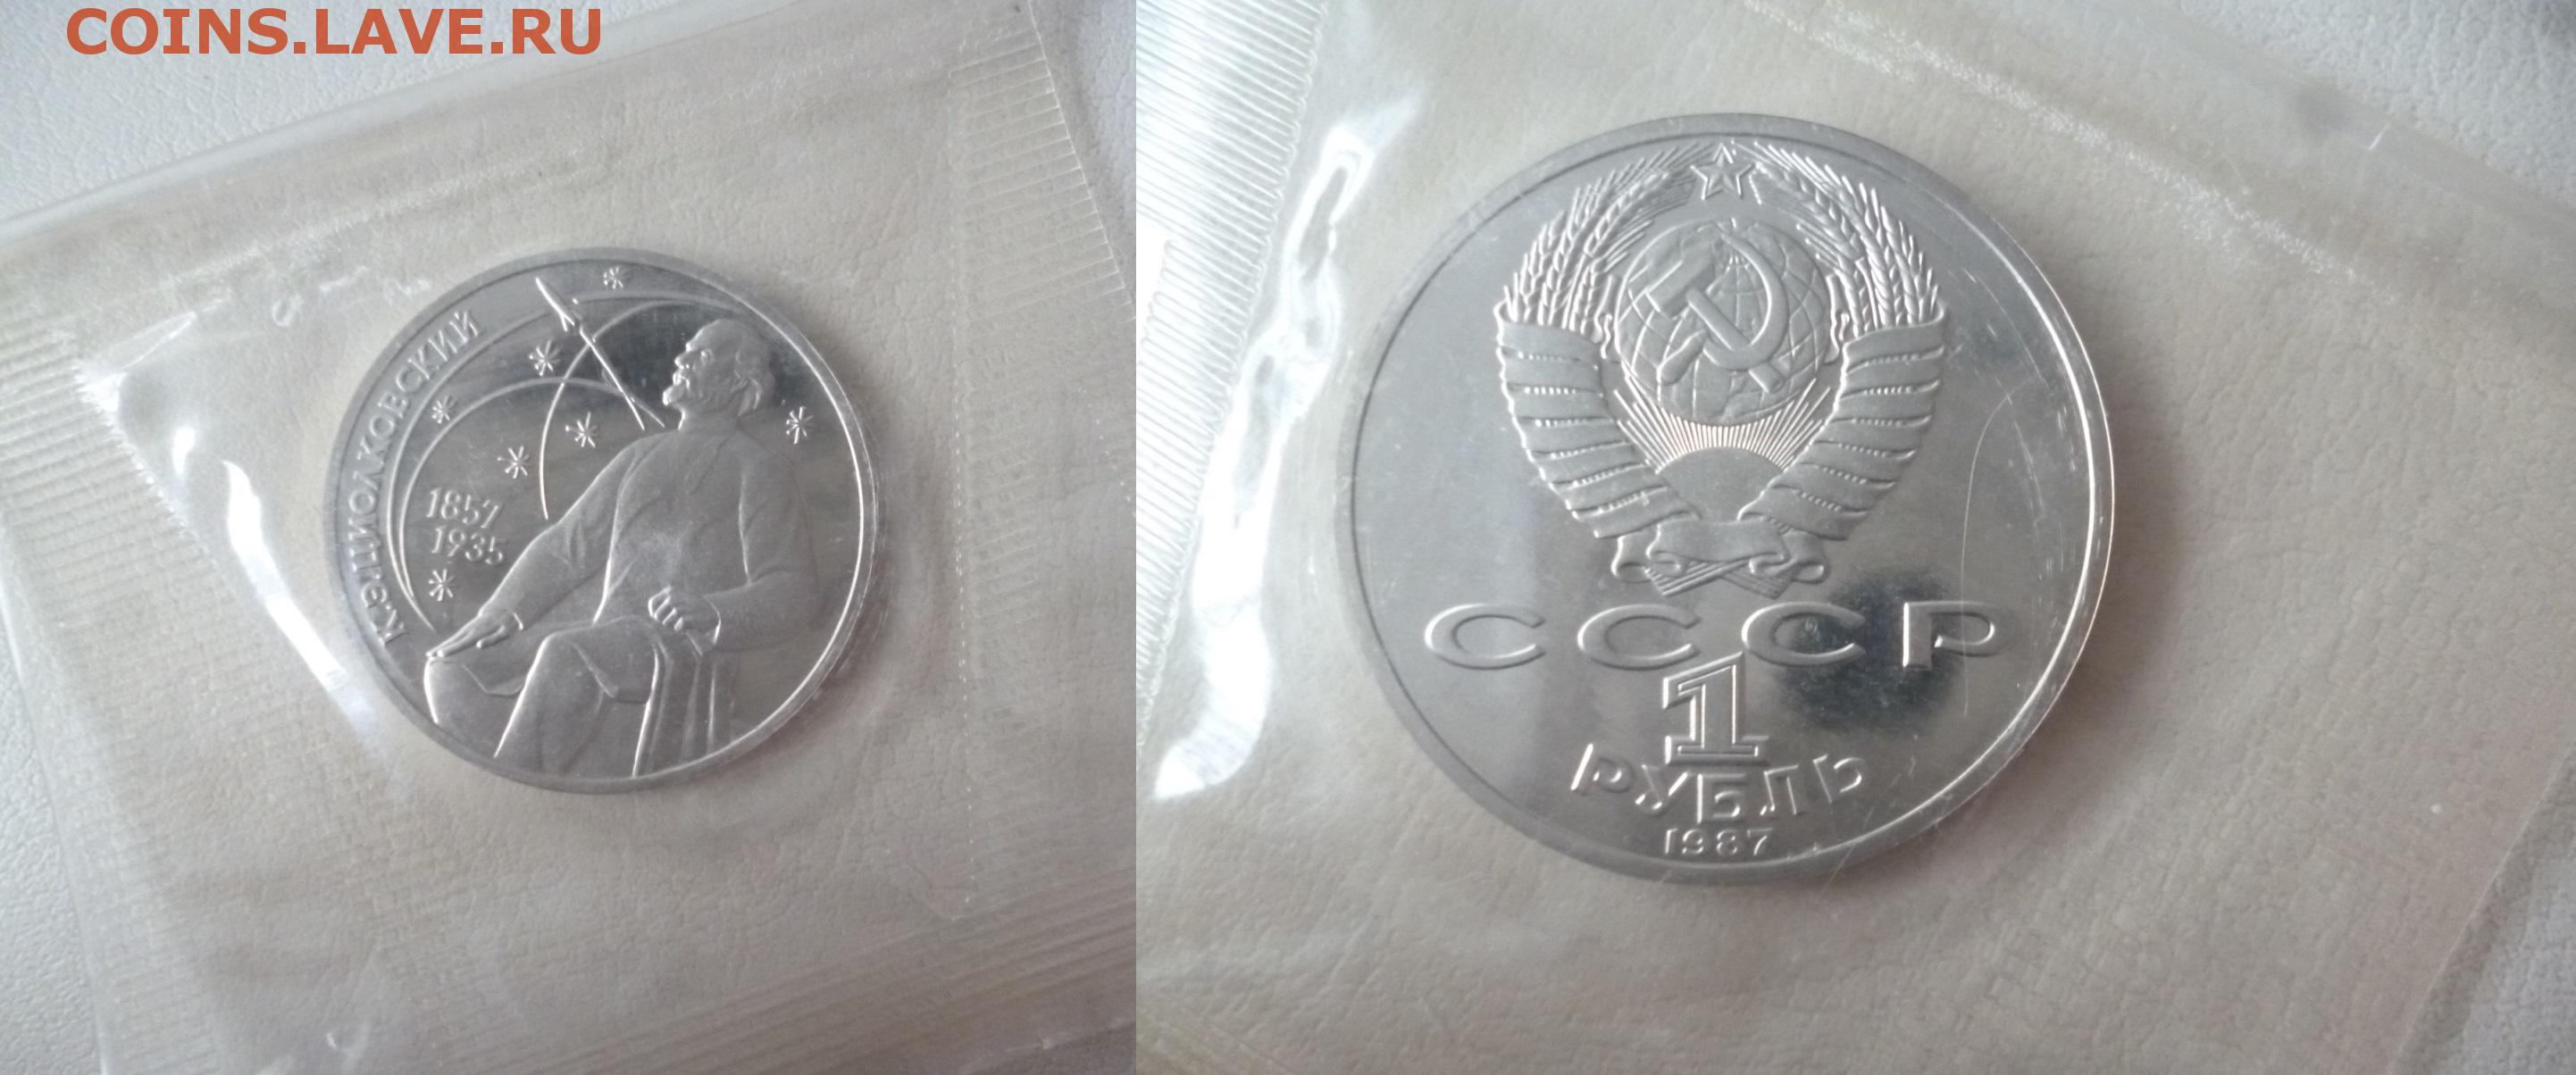 COINS.LAVE.RU
К.Э.ЦИОЛКОВСКИЙ
1857
1935
СССР
1
РУБЛЬ
1987